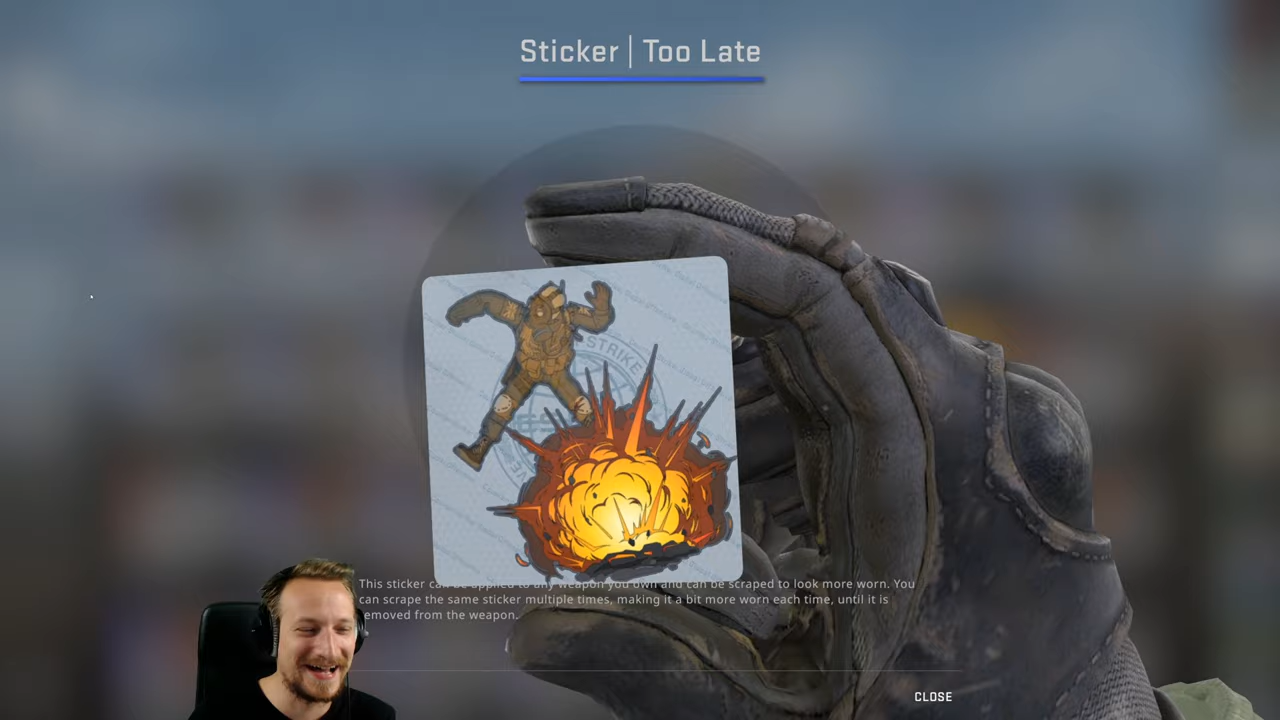 Sticker | Too Late
STRIKE
This sticker can be applied to any weapon you own and can be scraped to look more worn. You
can scrape the same sticker multiple times, making it a bit more worn each time, until it is
removed from the weapon.
CLOSE